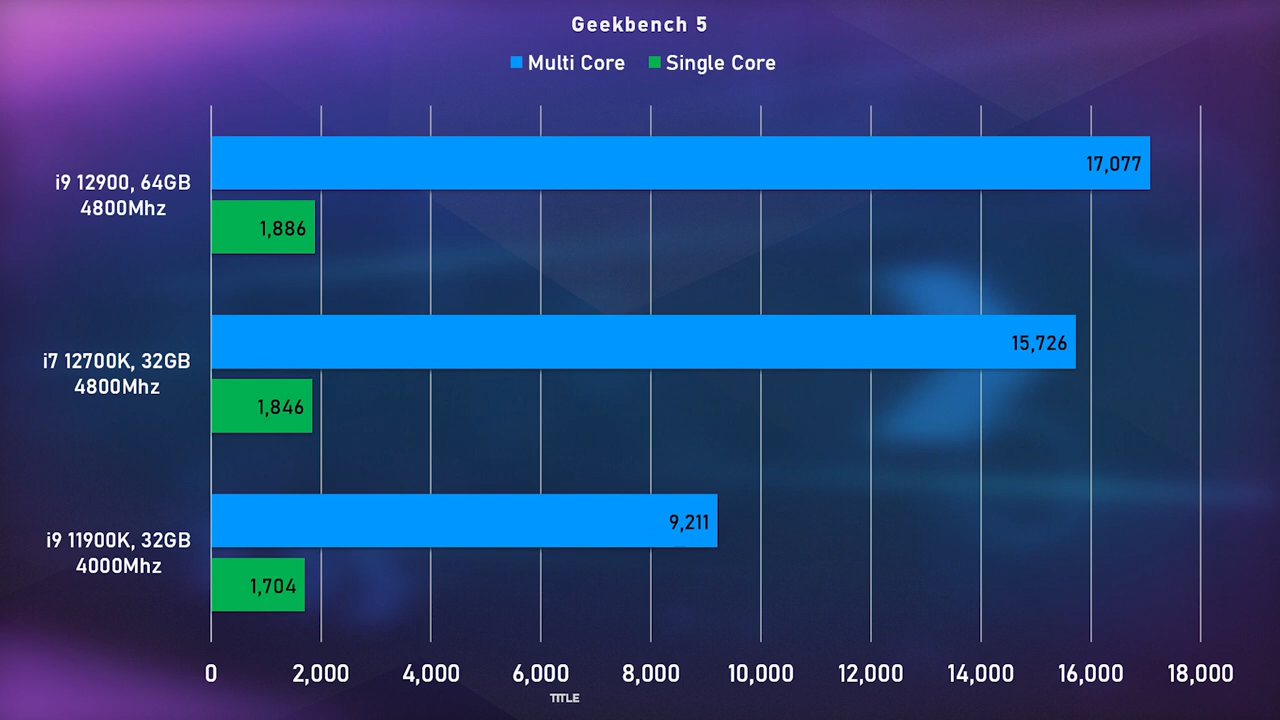 Geekbench 5
Multi Core Single Core
i9 12900, 64GB
4800Mhz
17,077
1,886
i7 12700K, 32GB
4800Mhz
15,726
1,846
i9 11900K, 32GB
4000Mhz
9,211
1,704
0 2,000 4,000 6,000 8,000 10,000 12,000 14,000 16,000 18,000
TITLE